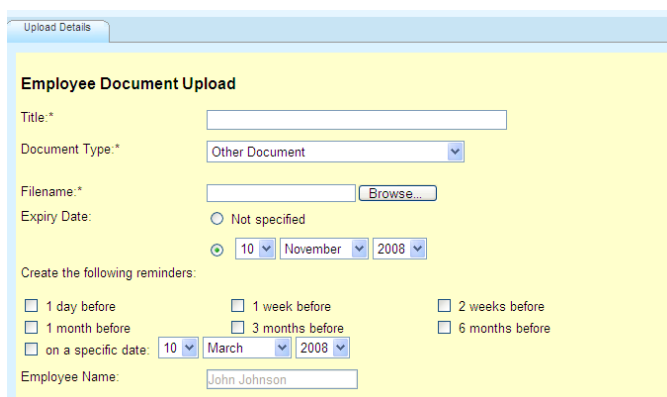 Upload Details
Employee Document Upload
Title:*
Document Type:* Other Document
Filename:* Browse...
Expiry Date: Not specified
10 November 2008
Create the following reminders:
1 day before 1 week before 2 weeks before
1 month before 3 months before 6 months before
on a specific date: 10 March 2008
Employee Name: John Johnson